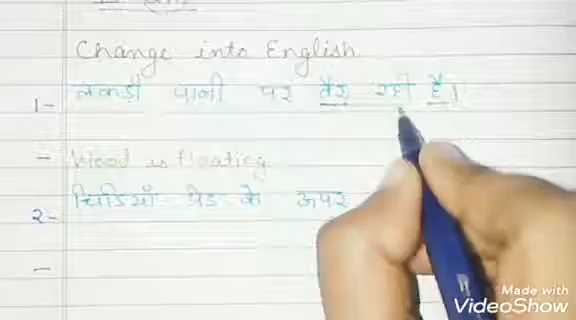 Change into English
1- लकड़ी पानी पर तैर रही है।
- Wood is floating
2- चिड़ियाँ पेड के ऊपर
-
Made with
VideoShow